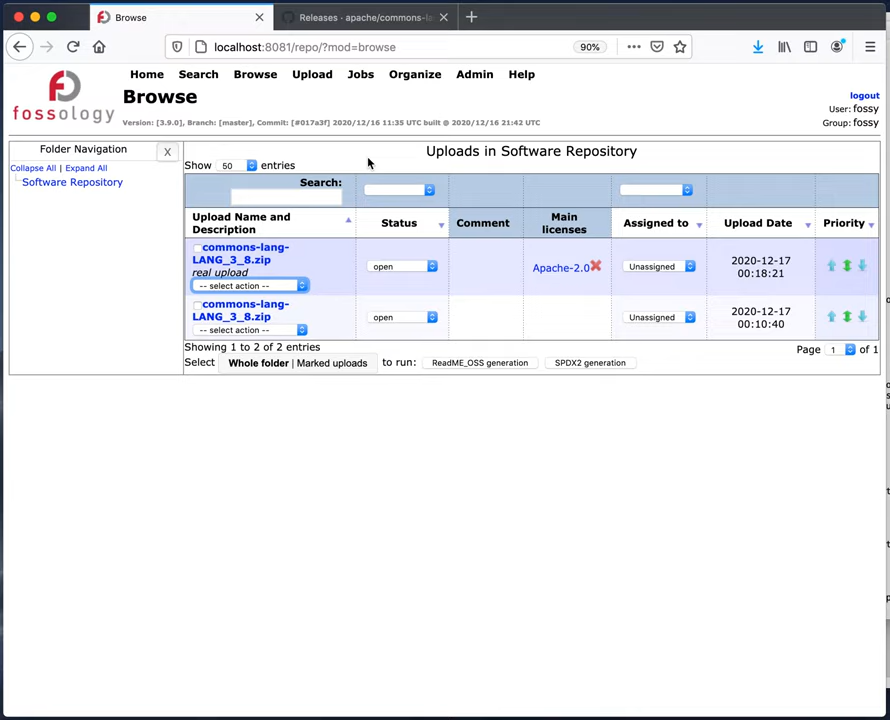 Browse
Releases · apache/commons-la
localhost:8081/repo/?mod=browse
90%
fossology
Home Search Browse Upload Jobs Organize Admin Help
Browse
Version: [3.9.0], Branch: [master], Commit: [#017a3f] 2020/12/16 11:35 UTC built @ 2020/12/16 21:42 UTC
logout
User: fossy
Group: fossy
Folder Navigation
X
Collapse All | Expand All
Software Repository
Uploads in Software Repository
Show 50 entries
Search:
Upload Name and Description Status Comment Main licenses Assigned to Upload Date Priority
commons-lang-
LANG_3_8.zip
real upload
-- select action --
open
Apache-2.0
Unassigned
2020-12-17
00:18:21
commons-lang-
LANG_3_8.zip
-- select action --
open
Unassigned
2020-12-17
00:10:40
Showing 1 to 2 of 2 entries
Page 1 of 1
Select Whole folder | Marked uploads to run: ReadME_OSS generation SPDX2 generation